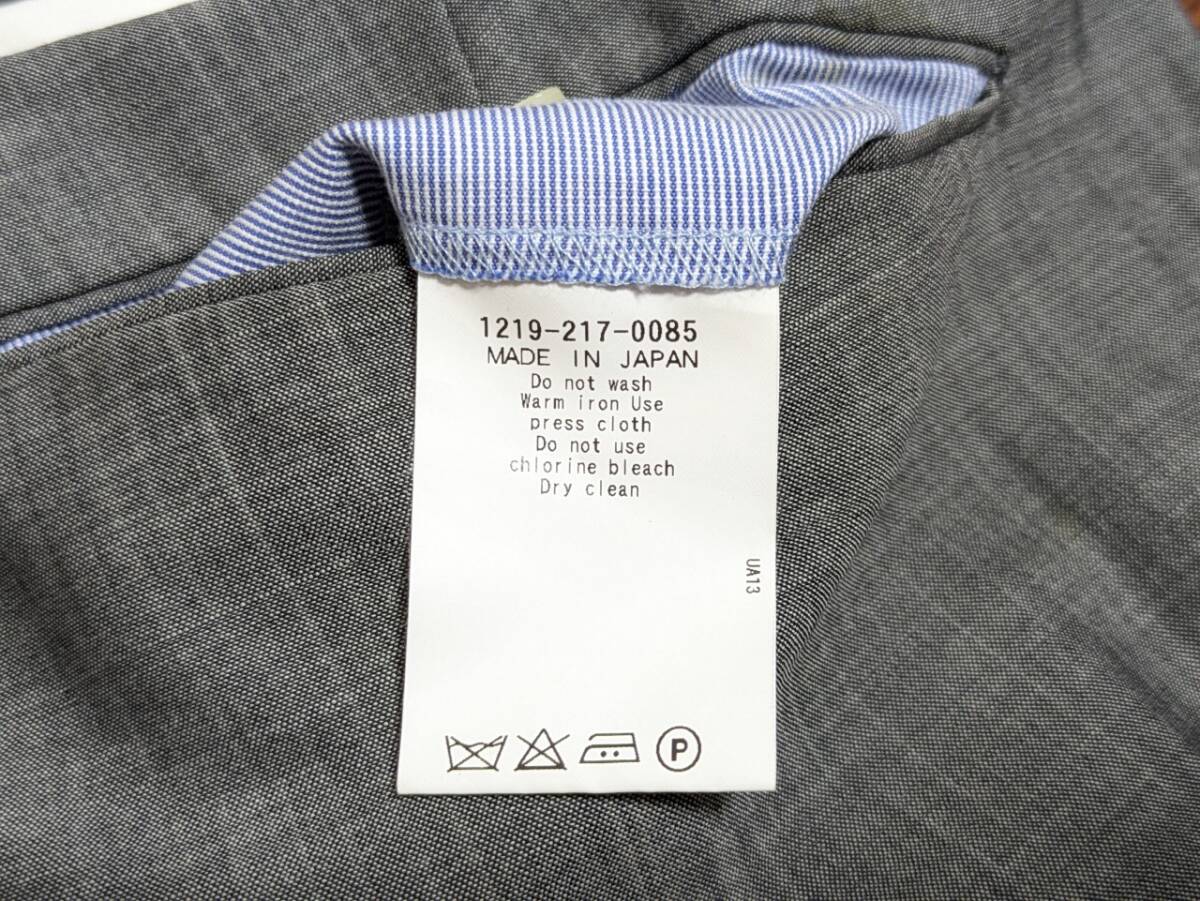 1219-217-0085
MADE IN JAPAN
Do not wash
Warm iron Use
press cloth
Do not use
chlorine bleach
Dry clean
UA13
P